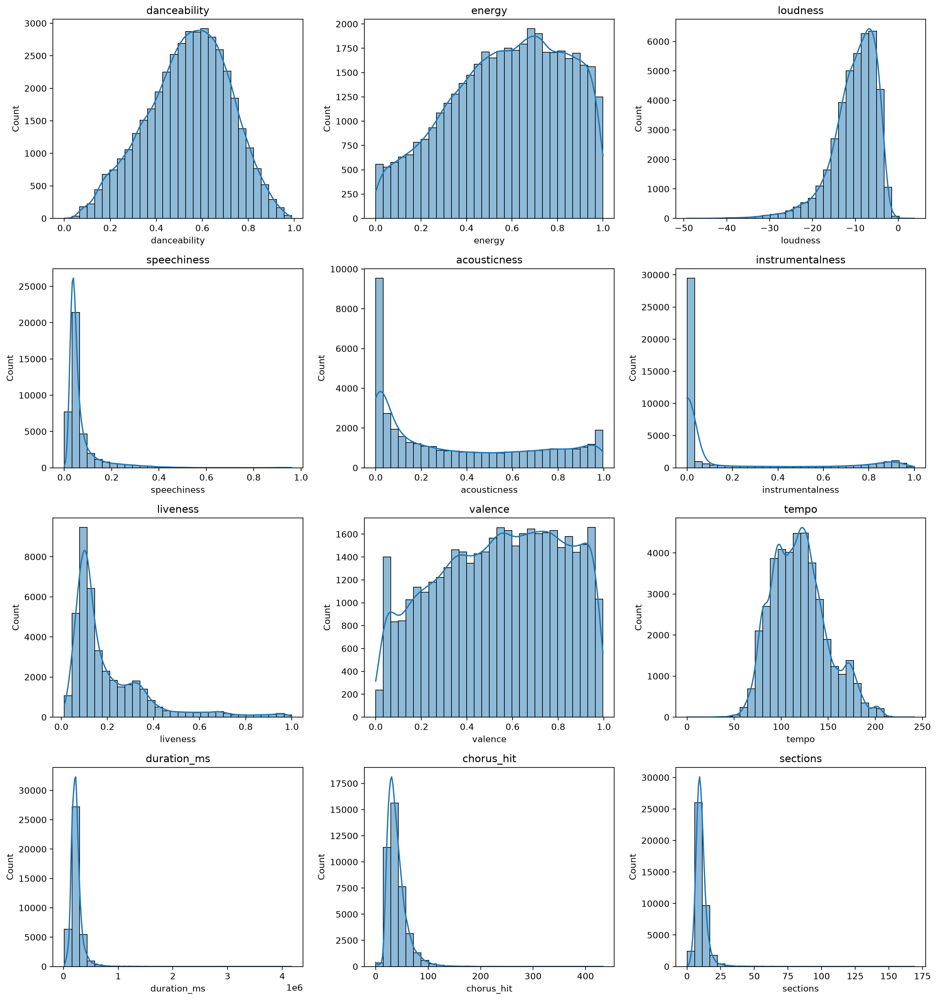 danceability
3000
2500
2000
1500
1000
500
0
Count
0.0 0.2 0.4 0.6 0.8 1.0
danceability
energy
2000
1750
1500
1250
1000
750
500
250
0
Count
0.0 0.2 0.4 0.6 0.8 1.0
energy
loudness
6000
5000
4000
3000
2000
1000
0
Count
−50 −40 −30 −20 −10 0
loudness
speechiness
25000
20000
15000
10000
5000
0
Count
0.0 0.2 0.4 0.6 0.8 1.0
speechiness
acousticness
10000
8000
6000
4000
2000
0
Count
0.0 0.2 0.4 0.6 0.8 1.0
acousticness
instrumentalness
30000
25000
20000
15000
10000
5000
0
Count
0.0 0.2 0.4 0.6 0.8 1.0
instrumentalness
liveness
8000
6000
4000
2000
0
Count
0.0 0.2 0.4 0.6 0.8 1.0
liveness
valence
1600
1400
1200
1000
800
600
400
200
0
Count
0.0 0.2 0.4 0.6 0.8 1.0
valence
tempo
4000
3000
2000
1000
0
Count
0 50 100 150 200 250
tempo
duration_ms
30000
25000
20000
15000
10000
5000
0
Count
0 1 2 3 4
1e6
duration_ms
chorus_hit
17500
15000
12500
10000
7500
5000
2500
0
Count
0 100 200 300 400
chorus_hit
sections
30000
25000
20000
15000
10000
5000
0
Count
0 25 50 75 100 125 150 175
sections